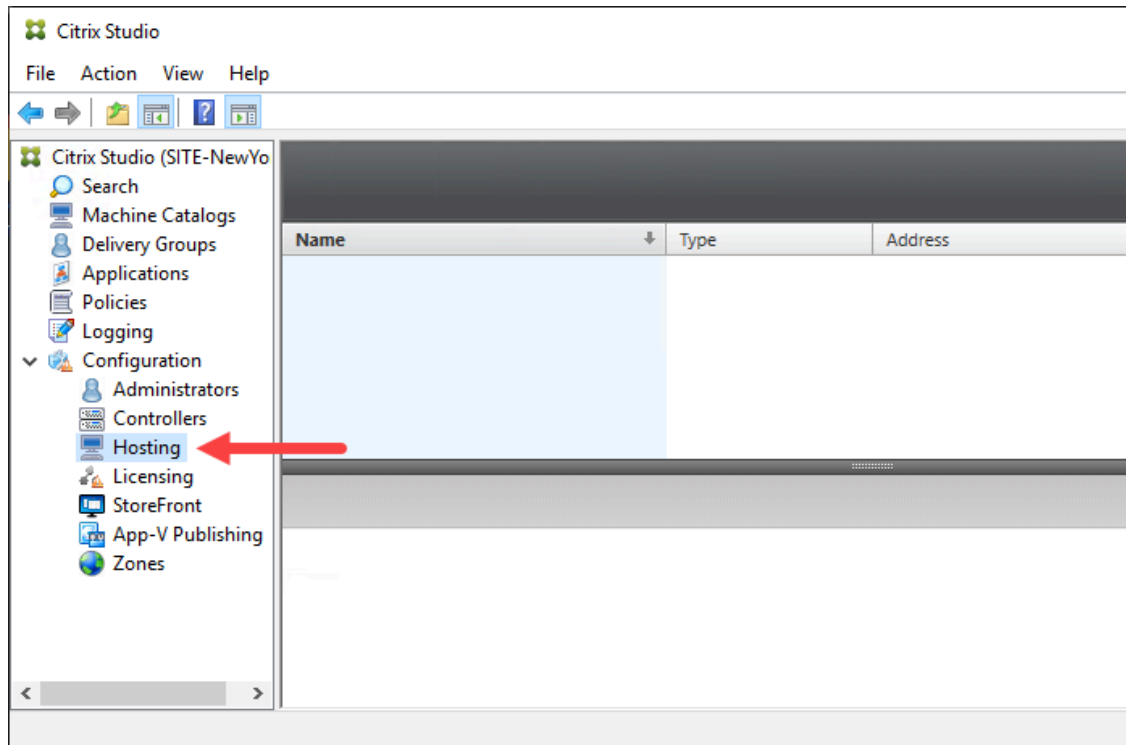 Citrix Studio
File Action View Help
Citrix Studio (SITE-NewYo
Search
Machine Catalogs
Delivery Groups
Applications
Policies
Logging
Configuration
Administrators
Controllers
Hosting
Licensing
StoreFront
App-V Publishing
Zones
Name Type Address